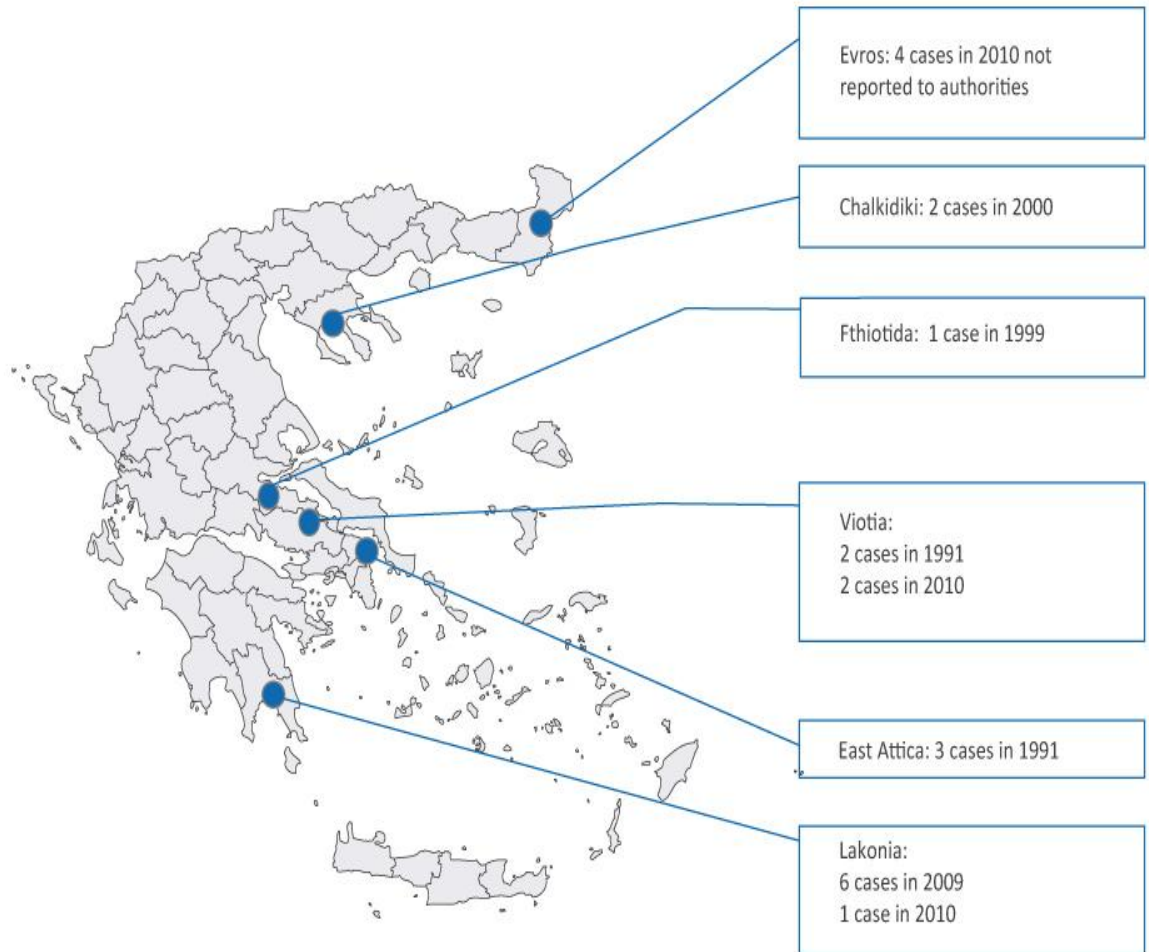 Evros: 4 cases in 2010 not
reported to authorities
Chalkidiki: 2 cases in 2000
Fthiotida:  1 case in 1999
Viotia:
2 cases in 1991
2 cases in 2010
East Attica: 3 cases in 1991
Lakonia:
6 cases in 2009
1 case in 2010